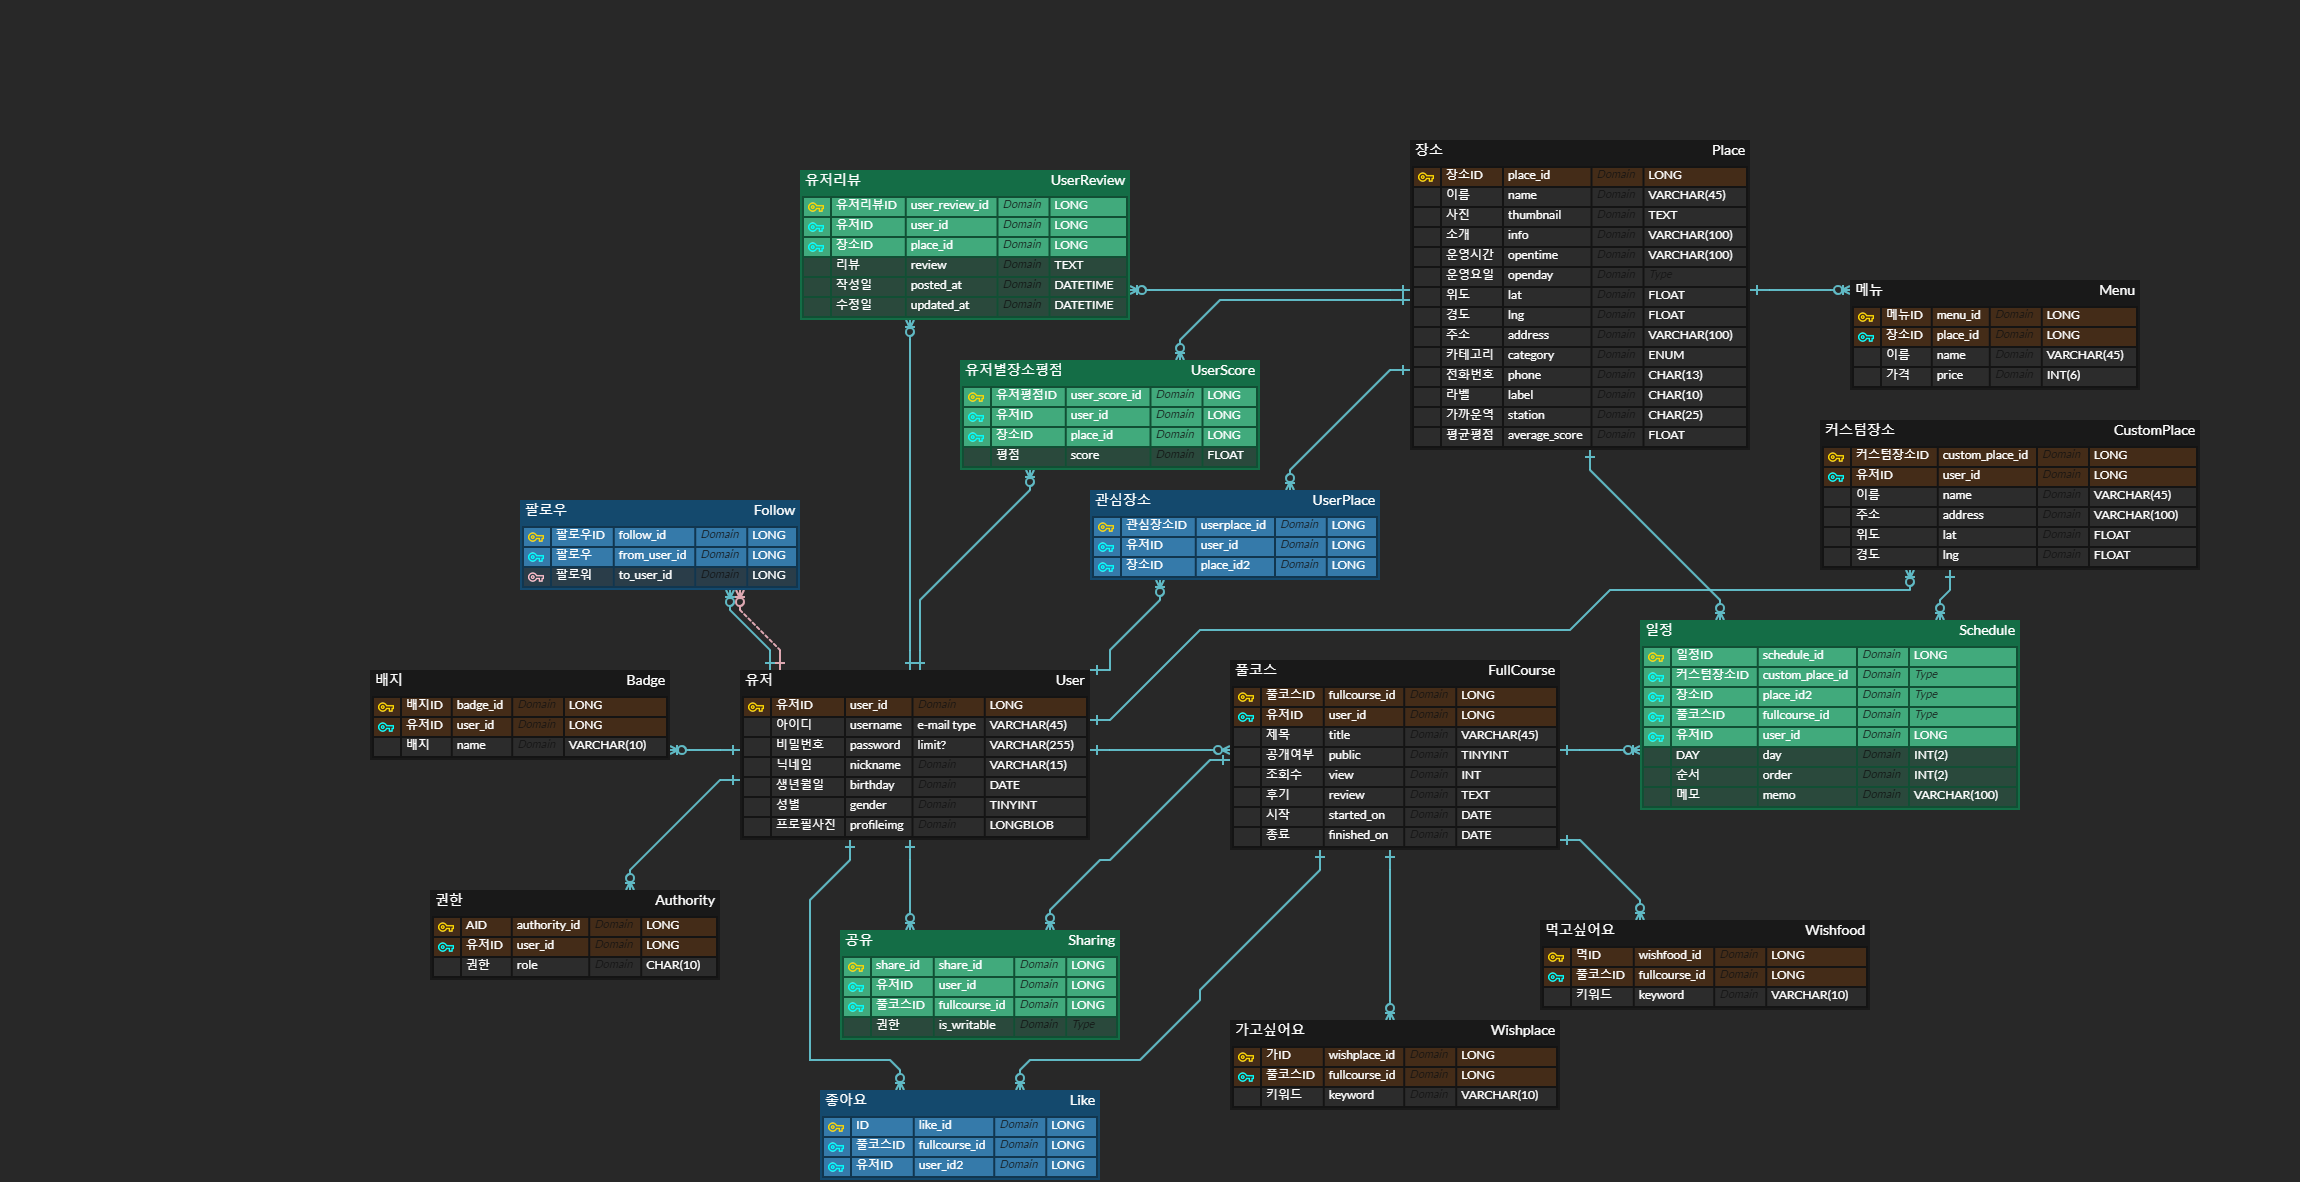 장소 Place
장소ID place_id Domain LONG
이름 name Domain VARCHAR(45)
사진 thumbnail Domain TEXT
소개 info Domain VARCHAR(100)
운영시간 opentime Domain VARCHAR(100)
운영요일 openday Domain Type
위도 lat Domain FLOAT
경도 lng Domain FLOAT
주소 address Domain VARCHAR(100)
카테고리 category Domain ENUM
전화번호 phone Domain CHAR(13)
라벨 label Domain CHAR(10)
가까운역 station Domain CHAR(25)
평균평점 average_score Domain FLOAT
유저리뷰 UserReview
유저리뷰ID user_review_id Domain LONG
유저ID user_id Domain LONG
장소ID place_id Domain LONG
리뷰 review Domain TEXT
작성일 posted_at Domain DATETIME
수정일 updated_at Domain DATETIME
메뉴 Menu
메뉴ID menu_id Domain LONG
장소ID place_id Domain LONG
이름 name Domain VARCHAR(45)
가격 price Domain INT(6)
유저별장소평점 UserScore
유저평점ID user_score_id Domain LONG
유저ID user_id Domain LONG
장소ID place_id Domain LONG
평점 score Domain FLOAT
커스텀장소 CustomPlace
커스텀장소ID custom_place_id Domain LONG
유저ID user_id Domain LONG
이름 name Domain VARCHAR(45)
주소 address Domain VARCHAR(100)
위도 lat Domain FLOAT
경도 lng Domain FLOAT
관심장소 UserPlace
관심장소ID userplace_id Domain LONG
유저ID user_id Domain LONG
장소ID place_id2 Domain LONG
팔로우 Follow
팔로우ID follow_id Domain LONG
팔로우 from_user_id Domain LONG
팔로워 to_user_id Domain LONG
일정 Schedule
일정ID schedule_id Domain LONG
커스텀장소ID custom_place_id Domain Type
장소ID place_id2 Domain Type
풀코스ID fullcourse_id Domain Type
유저ID user_id Domain LONG
DAY day Domain INT(2)
순서 order Domain INT(2)
메모 memo Domain VARCHAR(100)
배지 Badge
배지ID badge_id Domain LONG
유저ID user_id Domain LONG
배지 name Domain VARCHAR(10)
유저 User
유저ID user_id Domain LONG
아이디 username e-mail type VARCHAR(45)
비밀번호 password limit? VARCHAR(255)
닉네임 nickname Domain VARCHAR(15)
생년월일 birthday Domain DATE
성별 gender Domain TINYINT
프로필사진 profileimg Domain LONGBLOB
풀코스 FullCourse
풀코스ID fullcourse_id Domain LONG
유저ID user_id Domain LONG
제목 title Domain VARCHAR(45)
공개여부 public Domain TINYINT
조회수 view Domain INT
후기 review Domain TEXT
시작 started_on Domain DATE
종료 finished_on Domain DATE
권한 Authority
AID authority_id Domain LONG
유저ID user_id Domain LONG
권한 role Domain CHAR(10)
공유 Sharing
share_id share_id Domain LONG
유저ID user_id Domain LONG
풀코스ID fullcourse_id Domain LONG
권한 is_writable Domain Type
먹고싶어요 Wishfood
먹ID wishfood_id Domain LONG
풀코스ID fullcourse_id Domain LONG
키워드 keyword Domain VARCHAR(10)
가고싶어요 Wishplace
가ID wishplace_id Domain LONG
풀코스ID fullcourse_id Domain LONG
키워드 keyword Domain VARCHAR(10)
좋아요 Like
ID like_id Domain LONG
풀코스ID fullcourse_id Domain LONG
유저ID user_id2 Domain LONG